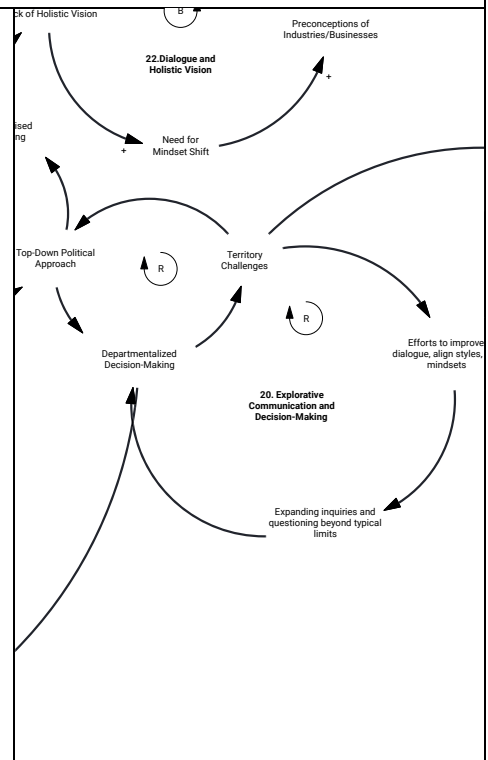 ck of Holistic Vision
B
Preconceptions of
Industries/Businesses
22.Dialogue and
Holistic Vision
+
ised
ng
+
Need for
Mindset Shift
Top-Down Political
Approach
R
Territory
Challenges
R
Departmentalized
Decision-Making
Efforts to improve
dialogue, align styles,
mindsets
20. Explorative
Communication and
Decision-Making
Expanding inquiries and
questioning beyond typical
limits